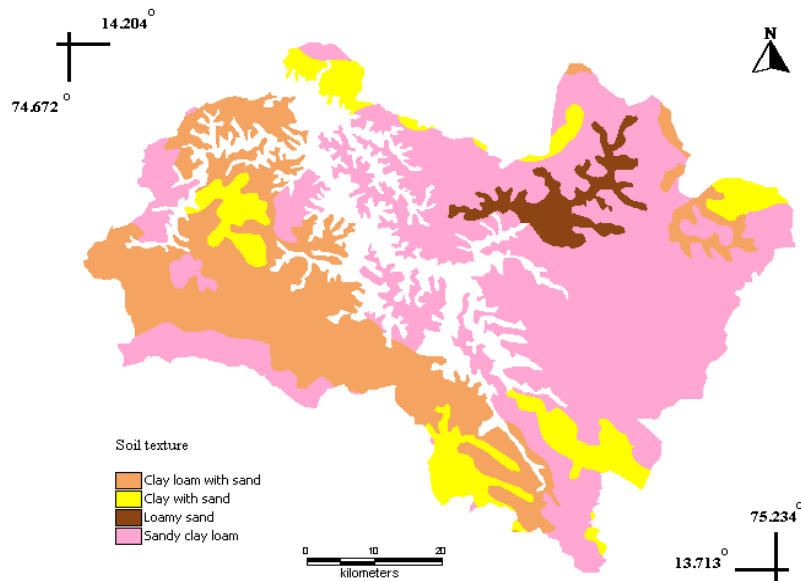 14.204°
74.672°
N
Soil texture
Clay loam with sand
Clay with sand
Loamy sand
Sandy clay loam
0 10 20
kilometers
75.234°
13.713°